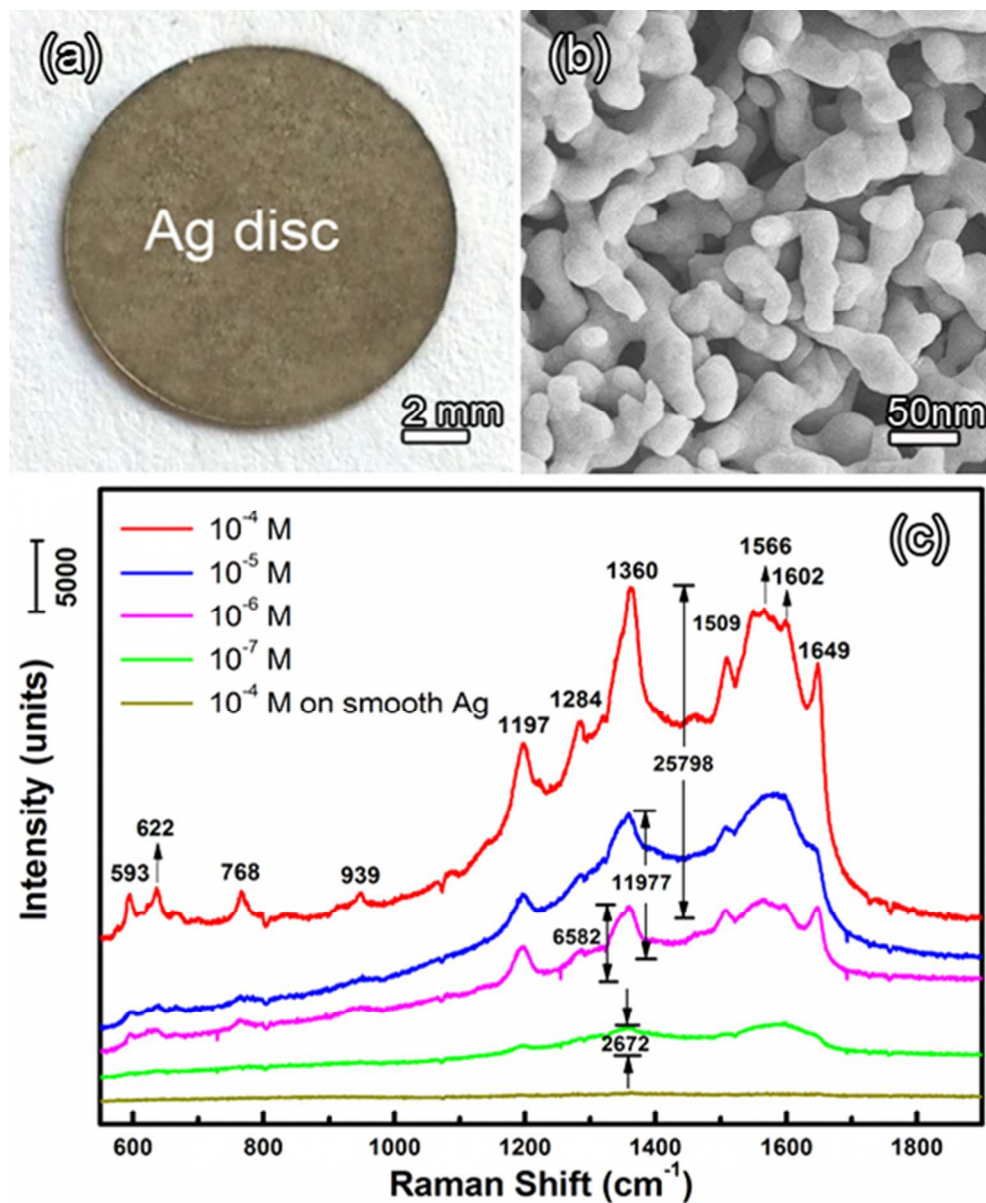 (a)
Ag disc
2 mm
(b)
50nm
(c)
5000
10⁻⁴ M
10⁻⁵ M
10⁻⁶ M
10⁻⁷ M
10⁻⁴ M on smooth Ag
593
622
768
939
1197
1284
1360
1509
1566
1602
1649
25798
11977
6582
2672
Intensity (units)
600 800 1000 1200 1400 1600 1800
Raman Shift (cm⁻¹)